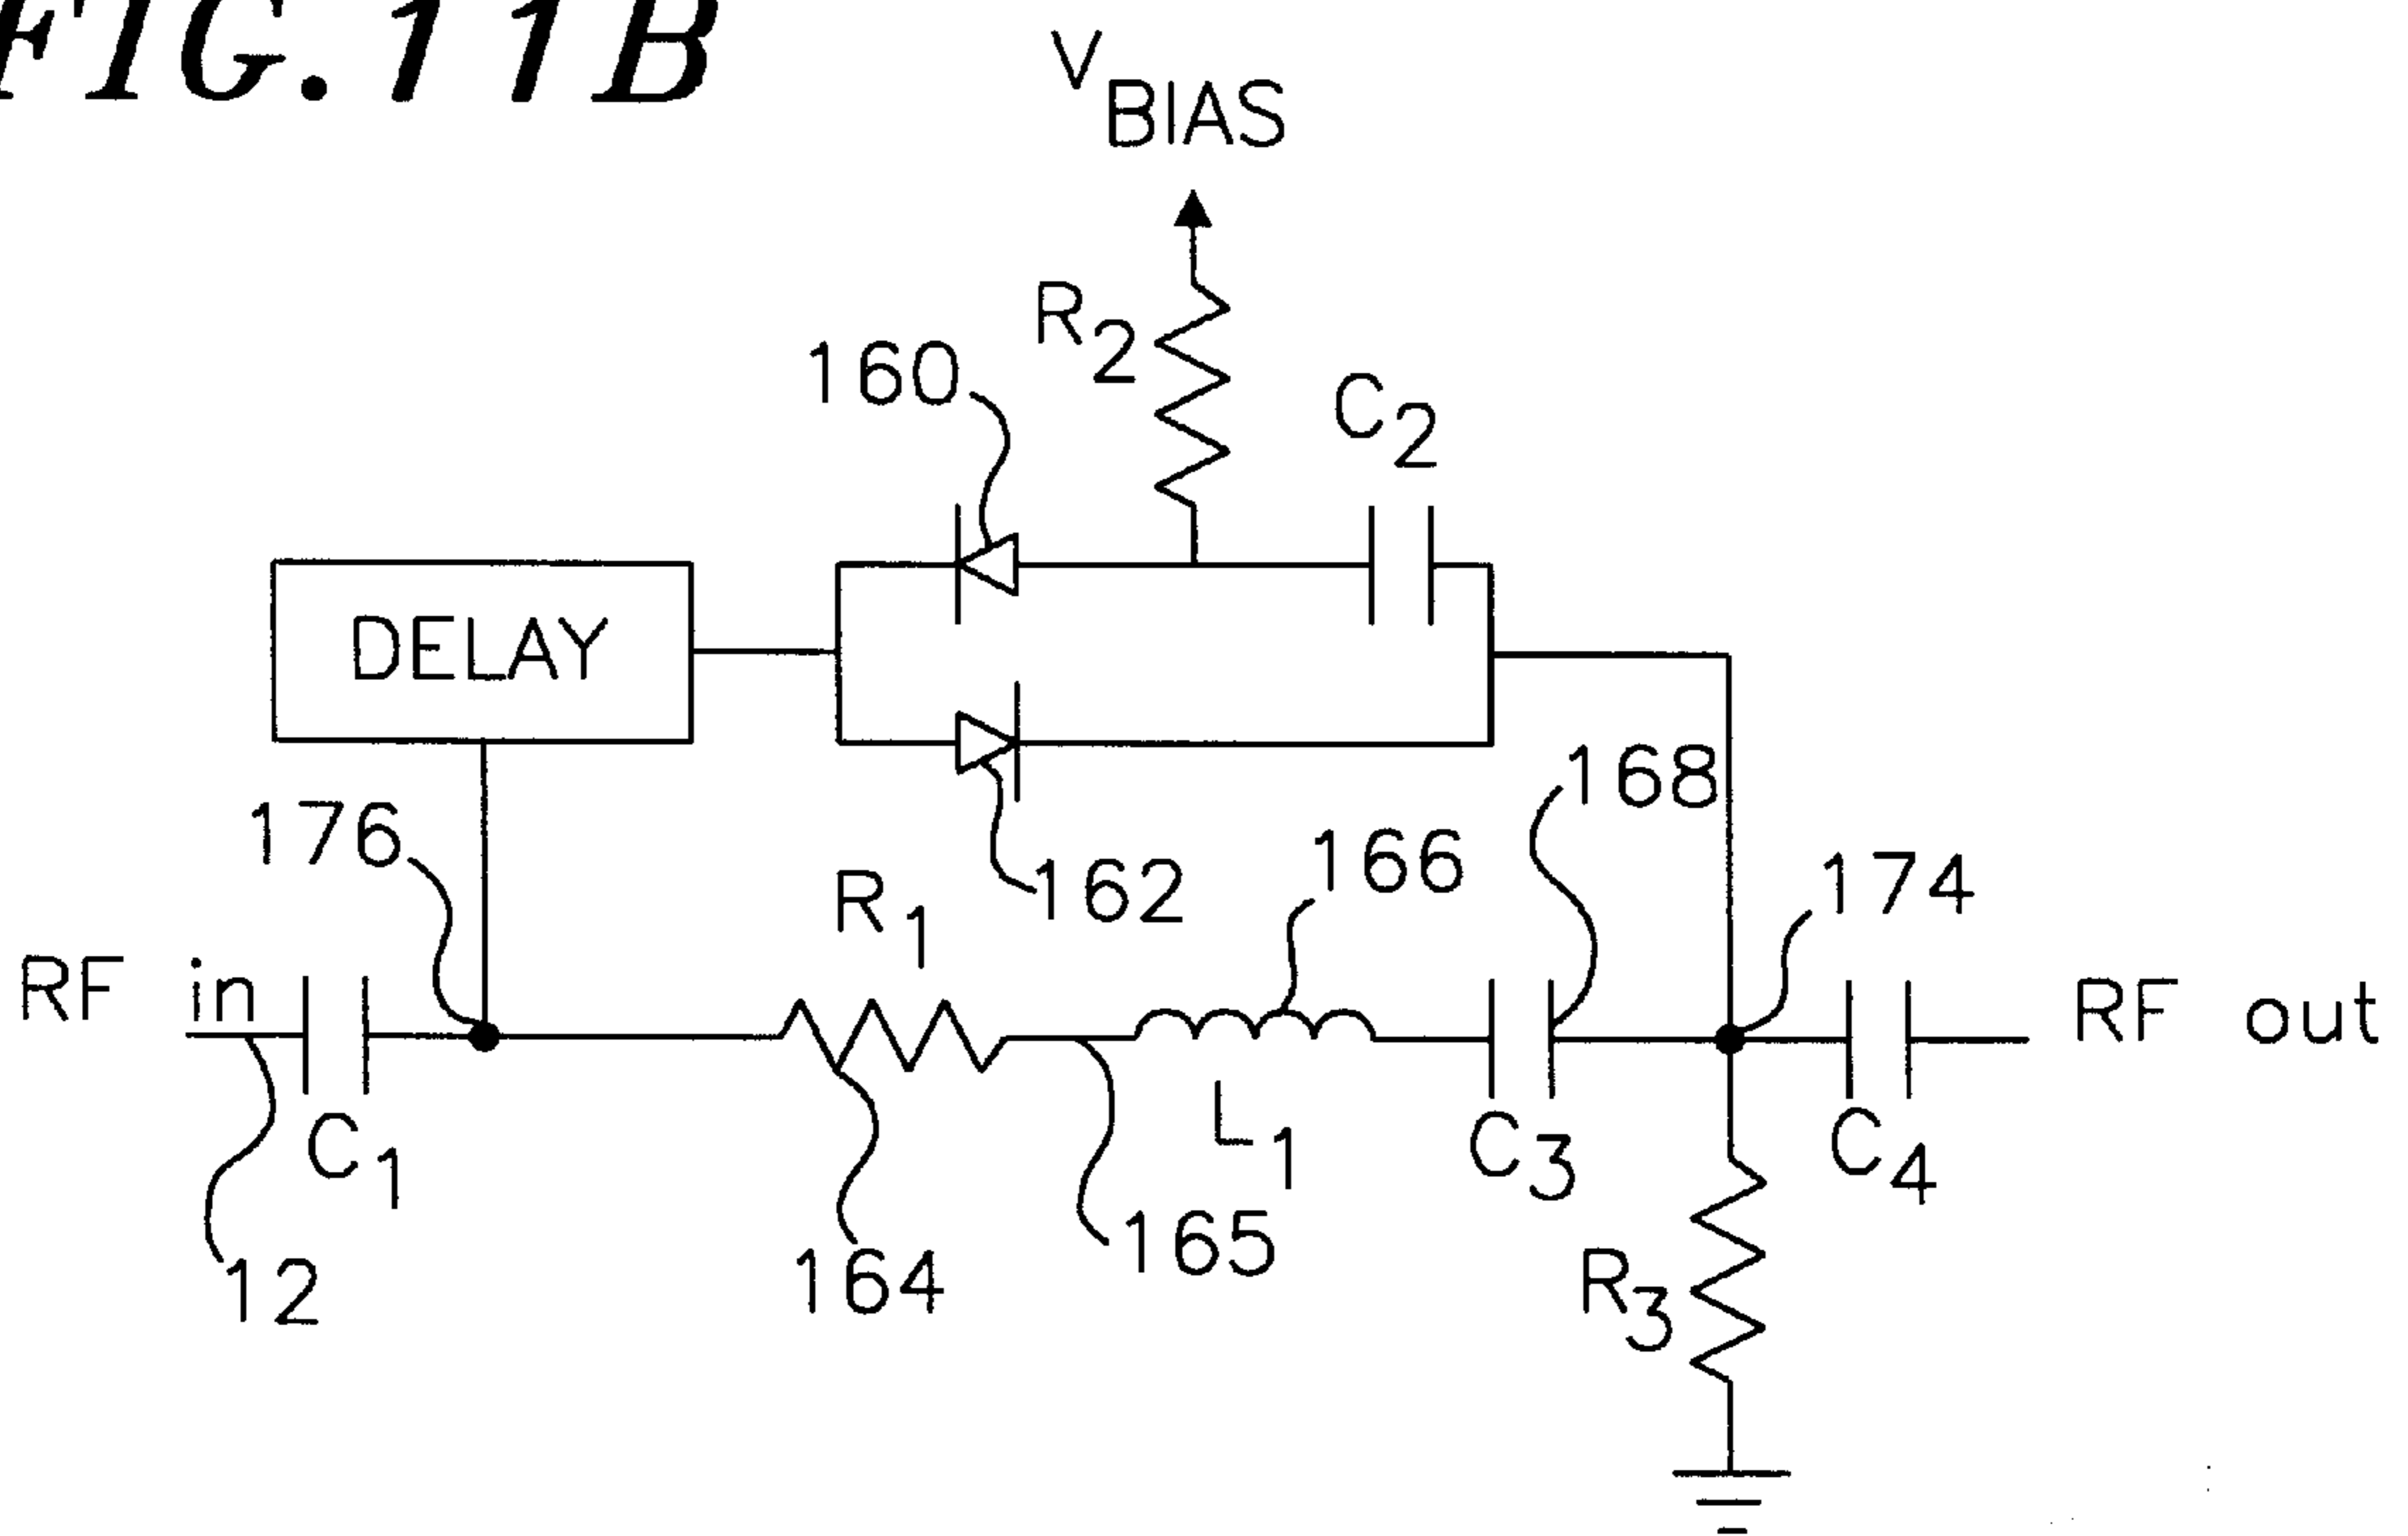 FIG. 11B
V BIAS
R2
160
C2
DELAY
168
176
166
162
174
R1
RF in
RF out
C1
L1
C3
C4
165
164
12
R3